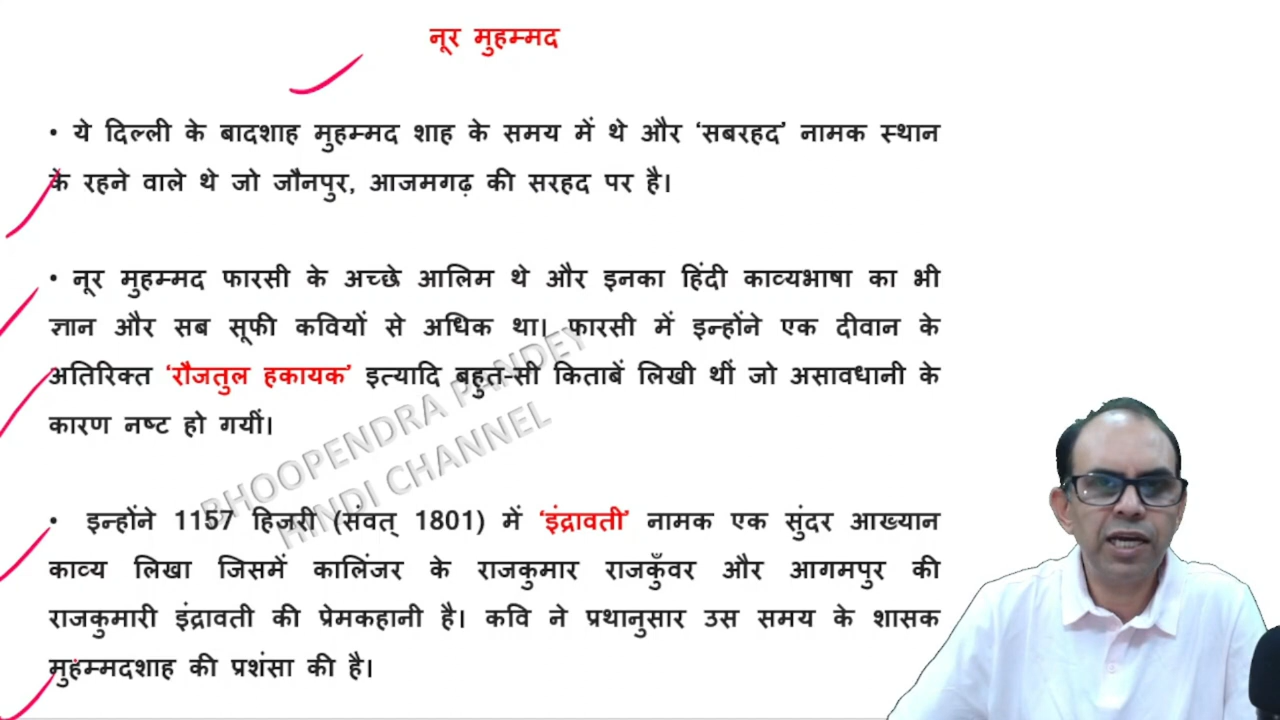 नूर मुहम्मद
• ये दिल्ली के बादशाह मुहम्मद शाह के समय में थे और ‘सबरहद’ नामक स्थान
के रहने वाले थे जो जौनपुर, आजमगढ़ की सरहद पर है।
• नूर मुहम्मद फारसी के अच्छे आलिम थे और इनका हिंदी काव्यभाषा का भी
ज्ञान और सब सूफी कवियों से अधिक था। फारसी में इन्होंने एक दीवान के
अतिरिक्त ‘रौजतुल हकायक’ इत्यादि बहुत-सी किताबें लिखी थीं जो असावधानी के
कारण नष्ट हो गयीं।
BHOOPENDRA PANDEY
HINDI CHANNEL
• इन्होंने 1157 हिजरी (संवत् 1801) में ‘इंद्रावती’ नामक एक सुंदर आख्यान
काव्य लिखा जिसमें कालिंजर के राजकुमार राजकुँवर और आगमपुर की
राजकुमारी इंद्रावती की प्रेमकहानी है। कवि ने प्रथानुसार उस समय के शासक
मुहम्मदशाह की प्रशंसा की है।